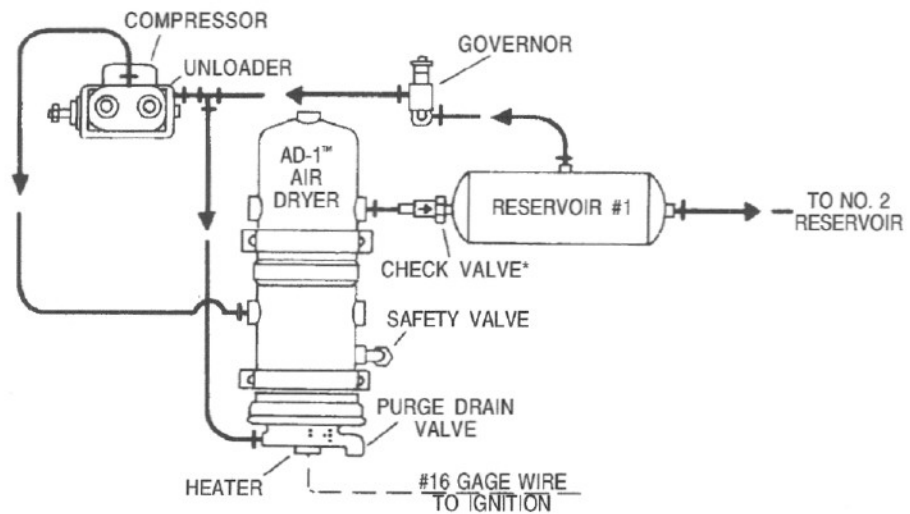 COMPRESSOR
UNLOADER
GOVERNOR
AD-1™
AIR
DRYER
RESERVOIR #1
TO NO. 2
RESERVOIR
CHECK VALVE*
SAFETY VALVE
PURGE DRAIN
VALVE
HEATER
#16 GAGE WIRE
TO IGNITION